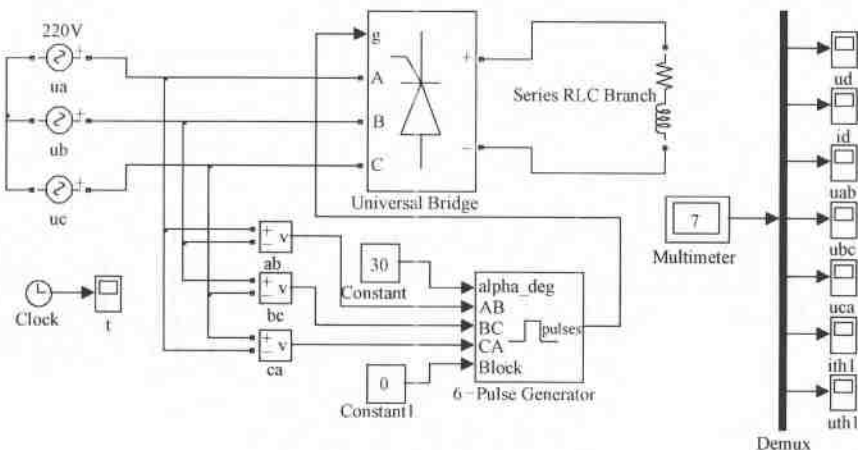 220V
ua
ub
uc
g
A
B
C
+
−
Universal Bridge
Series RLC Branch
ud
id
uab
ubc
uca
ith1
uth1
7
Multimeter
Demux
Clock
t
+
−
v
ab
+
−
v
bc
+
−
v
ca
30
Constant
0
Constant1
alpha_deg
AB
BC
CA
Block
pulses
6−Pulse Generator